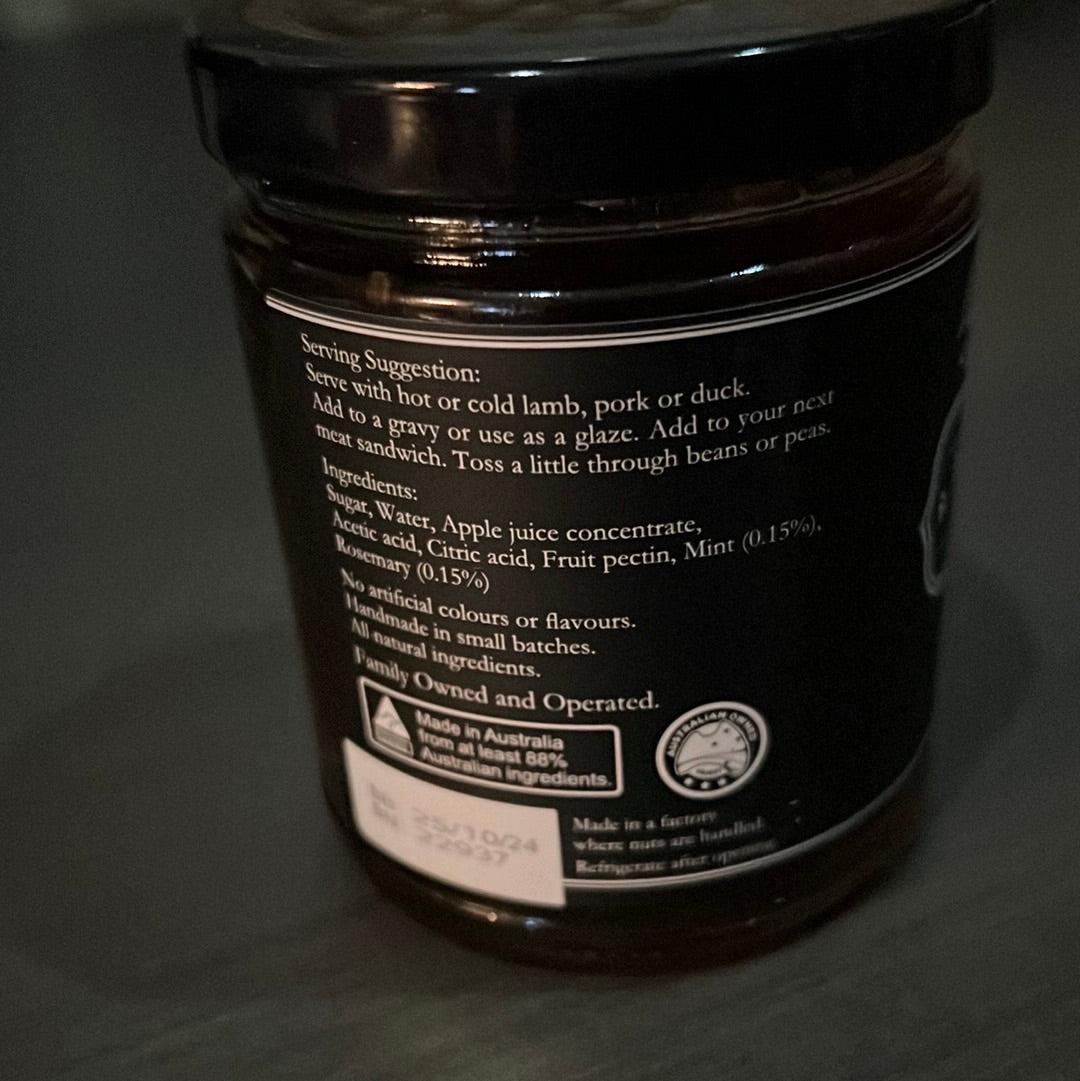 Serving Suggestion:
Serve with hot or cold lamb, pork or duck.
Add to a gravy or use as a glaze. Add to your next
meat sandwich. Toss a little through beans or peas.
Ingredients:
Sugar, Water, Apple juice concentrate,
Acetic acid, Citric acid, Fruit pectin, Mint (0.15%),
Rosemary (0.15%)
No artificial colours or flavours.
Handmade in small batches.
All natural ingredients.
Family Owned and Operated.
Made in Australia
from at least 88%
Australian ingredients.
AUSTRALIAN OWNED
BB 25/10/24
BN 22937
Made in a factory
where nuts are handled.
Refrigerate after opening.